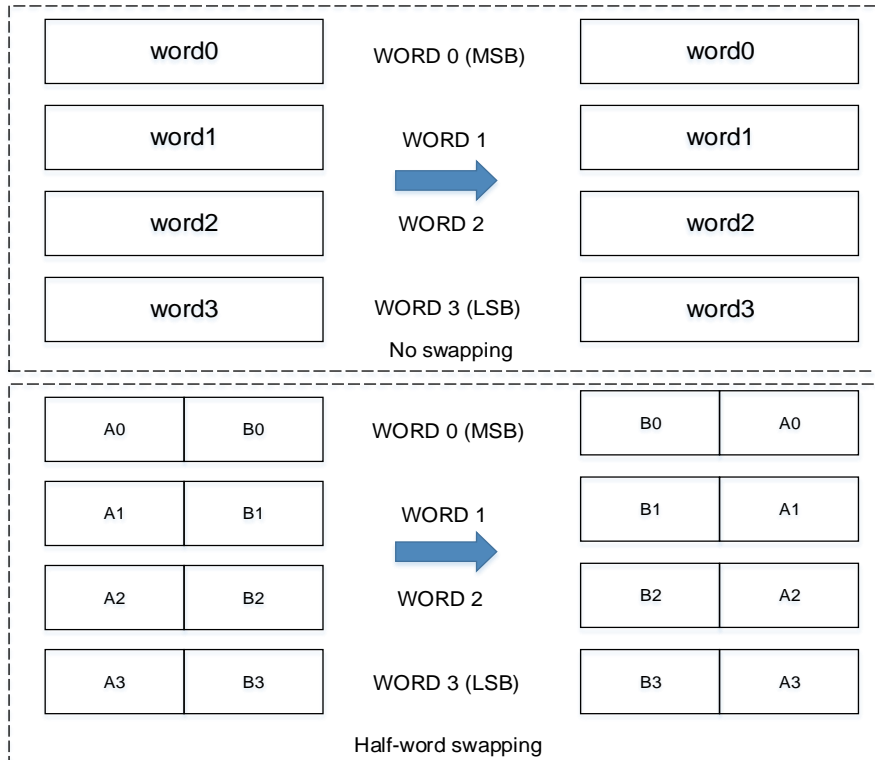 word0 WORD 0 (MSB) word0
word1 WORD 1 word1
word2 WORD 2 word2
word3 WORD 3 (LSB) word3
No swapping
A0 B0 WORD 0 (MSB) B0 A0
A1 B1 WORD 1 B1 A1
A2 B2 WORD 2 B2 A2
A3 B3 WORD 3 (LSB) B3 A3
Half-word swapping